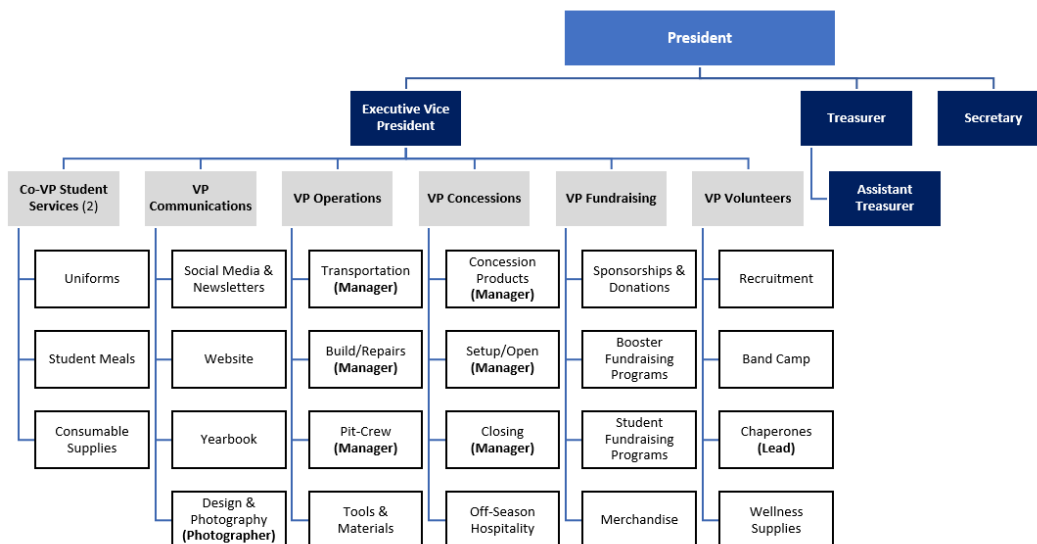 President
Executive Vice
President
Treasurer
Secretary
Assistant
Treasurer
Co-VP Student
Services (2)
VP
Communications
VP Operations
VP Concessions
VP Fundraising
VP Volunteers
Uniforms
Student Meals
Consumable
Supplies
Social Media &
Newsletters
Website
Yearbook
Design &
Photography
(Photographer)
Transportation
(Manager)
Build/Repairs
(Manager)
Pit-Crew
(Manager)
Tools &
Materials
Concession
Products
(Manager)
Setup/Open
(Manager)
Closing
(Manager)
Off-Season
Hospitality
Sponsorships &
Donations
Booster
Fundraising
Programs
Student
Fundraising
Programs
Merchandise
Recruitment
Band Camp
Chaperones
(Lead)
Wellness
Supplies